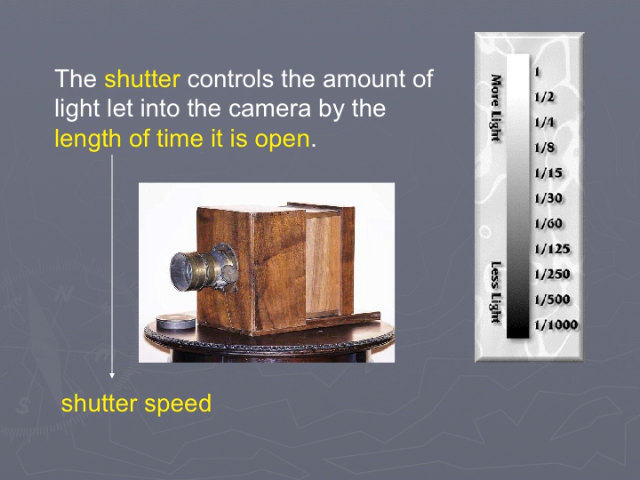 The shutter controls the amount of
light let into the camera by the
length of time it is open.
shutter speed
More Light
Less Light
1
1/2
1/4
1/8
1/15
1/30
1/60
1/125
1/250
1/500
1/1000
S